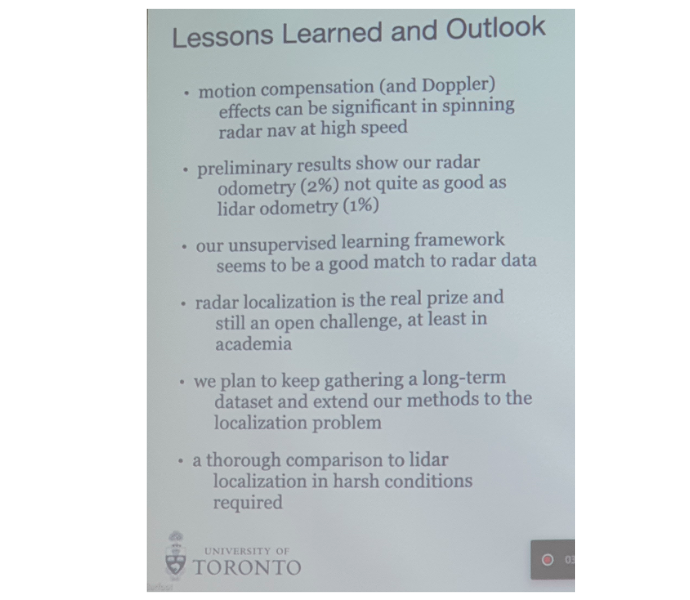 Lessons Learned and Outlook
• motion compensation (and Doppler)
effects can be significant in spinning
radar nav at high speed
• preliminary results show our radar
odometry (2%) not quite as good as
lidar odometry (1%)
• our unsupervised learning framework
seems to be a good match to radar data
• radar localization is the real prize and
still an open challenge, at least in
academia
• we plan to keep gathering a long-term
dataset and extend our methods to the
localization problem
• a thorough comparison to lidar
localization in harsh conditions
required
UNIVERSITY OF
TORONTO